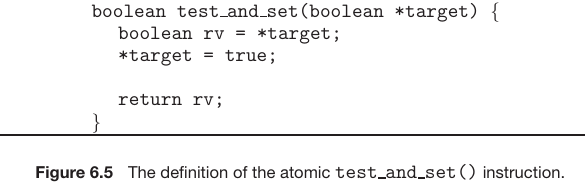 boolean test_and_set(boolean *target) {
boolean rv = *target;
*target = true;
return rv;
}
Figure 6.5 The definition of the atomic test_and_set() instruction.